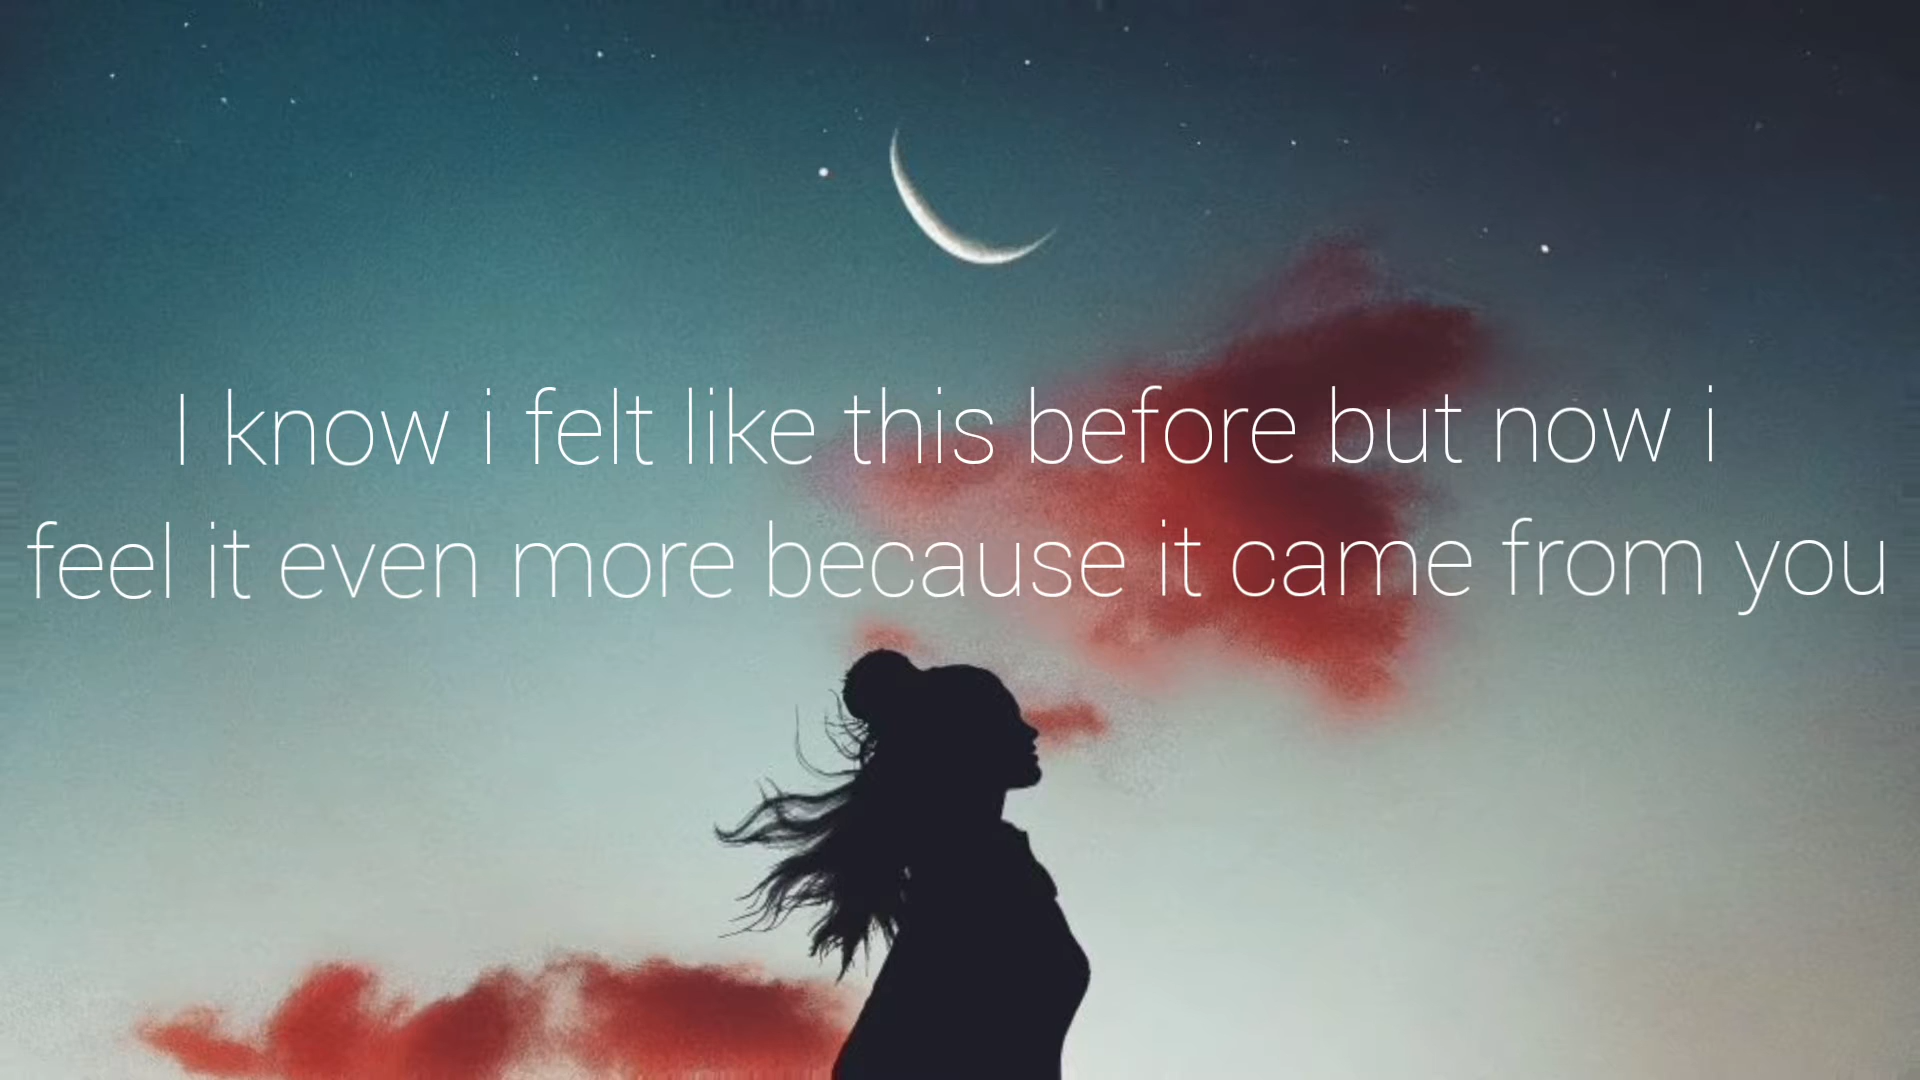 I know i felt like this before but now i
feel it even more because it came from you